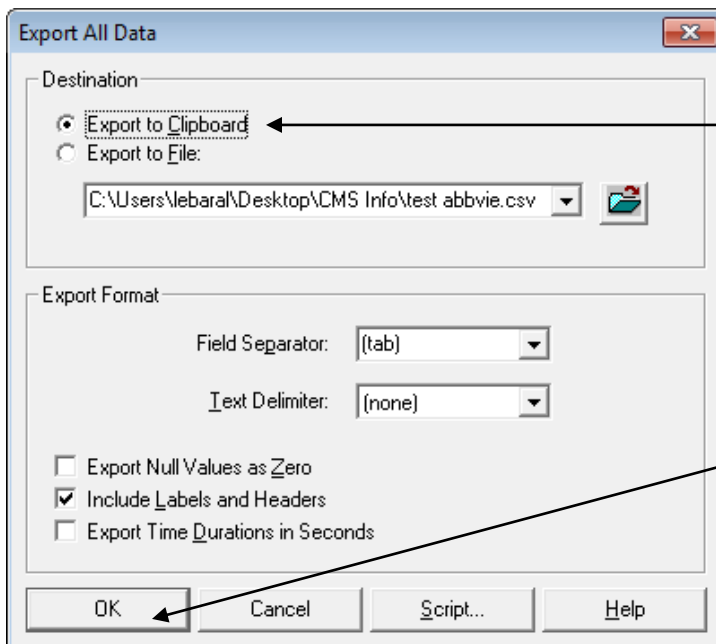 Export All Data
Destination
Export to Clipboard
Export to File:
C:\Users\lebaral\Desktop\CMS Info\test abbvie.csv
Export Format
Field Separator: (tab)
Text Delimiter: (none)
Export Null Values as Zero
Include Labels and Headers
Export Time Durations in Seconds
OK Cancel Script... Help